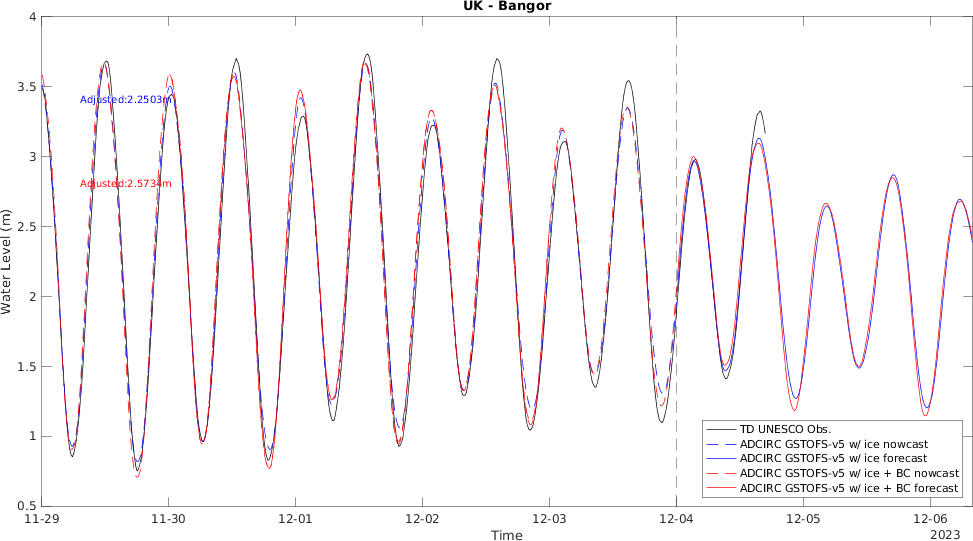 UK - Bangor
4
3.5
3
2.5
2
1.5
1
0.5
Water Level (m)
Adjusted:2.2503m
Adjusted:2.5734m
11-29
11-30
12-01
12-02
12-03
12-04
12-05
12-06
Time
2023
TD UNESCO Obs.
ADCIRC GSTOFS-v5 w/ ice nowcast
ADCIRC GSTOFS-v5 w/ ice forecast
ADCIRC GSTOFS-v5 w/ ice + BC nowcast
ADCIRC GSTOFS-v5 w/ ice + BC forecast